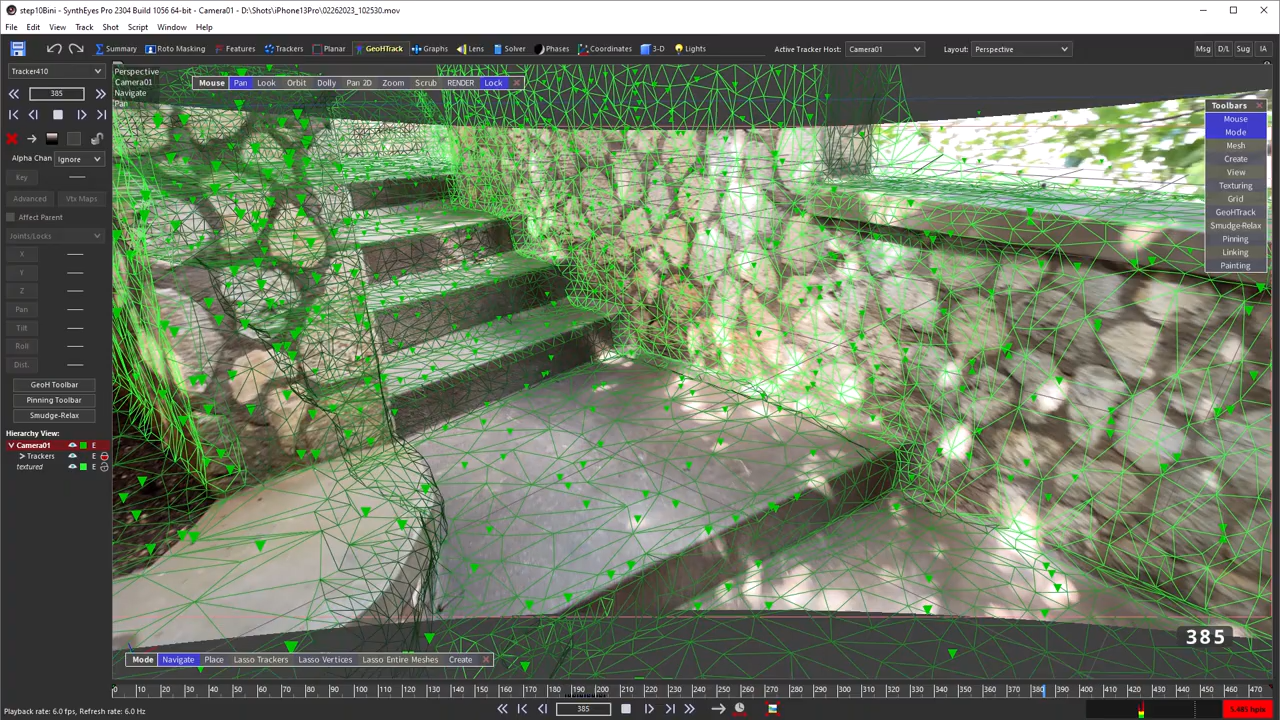 step10Bini - SynthEyes Pro 2304 Build 1056 64-bit - Camera01 - D:\Shots\iPhone13Pro\02262023_102530.mov
File Edit View Track Shot Script Window Help
Summary Roto Masking Features Trackers Planar GeoHTrack Graphs Lens Solver Phases Coordinates 3-D Lights Active Tracker Host: Camera01 Layout: Perspective Msg D/L Sug IA
Tracker410
385
Perspective
Camera01
Navigate
Pan
Mouse Pan Look Orbit Dolly Pan 2D Zoom Scrub RENDER Lock
Toolbars
Mouse
Mode
Mesh
Create
View
Texturing
Grid
GeoHTrack
Smudge-Relax
Pinning
Linking
Painting
Alpha Chan Ignore
Key
Advanced Vtx Maps
Affect Parent
Joints/Locks
X
Y
Z
Pan
Tilt
Roll
Dist.
GeoH Toolbar
Pinning Toolbar
Smudge-Relax
Hierarchy View:
Camera01 E
Trackers E
textured E
385
Mode Navigate Place Lasso Trackers Lasso Vertices Lasso Entire Meshes Create
0 10 20 30 40 50 60 70 80 90 100 110 120 130 140 150 160 170 180 190 200 210 220 230 240 250 260 270 280 290 300 310 320 330 340 350 360 370 380 390 400 410 420 430 440 450 460 470
Playback rate: 6.0 fps, Refresh rate: 6.0 Hz
385
5.485 hpix